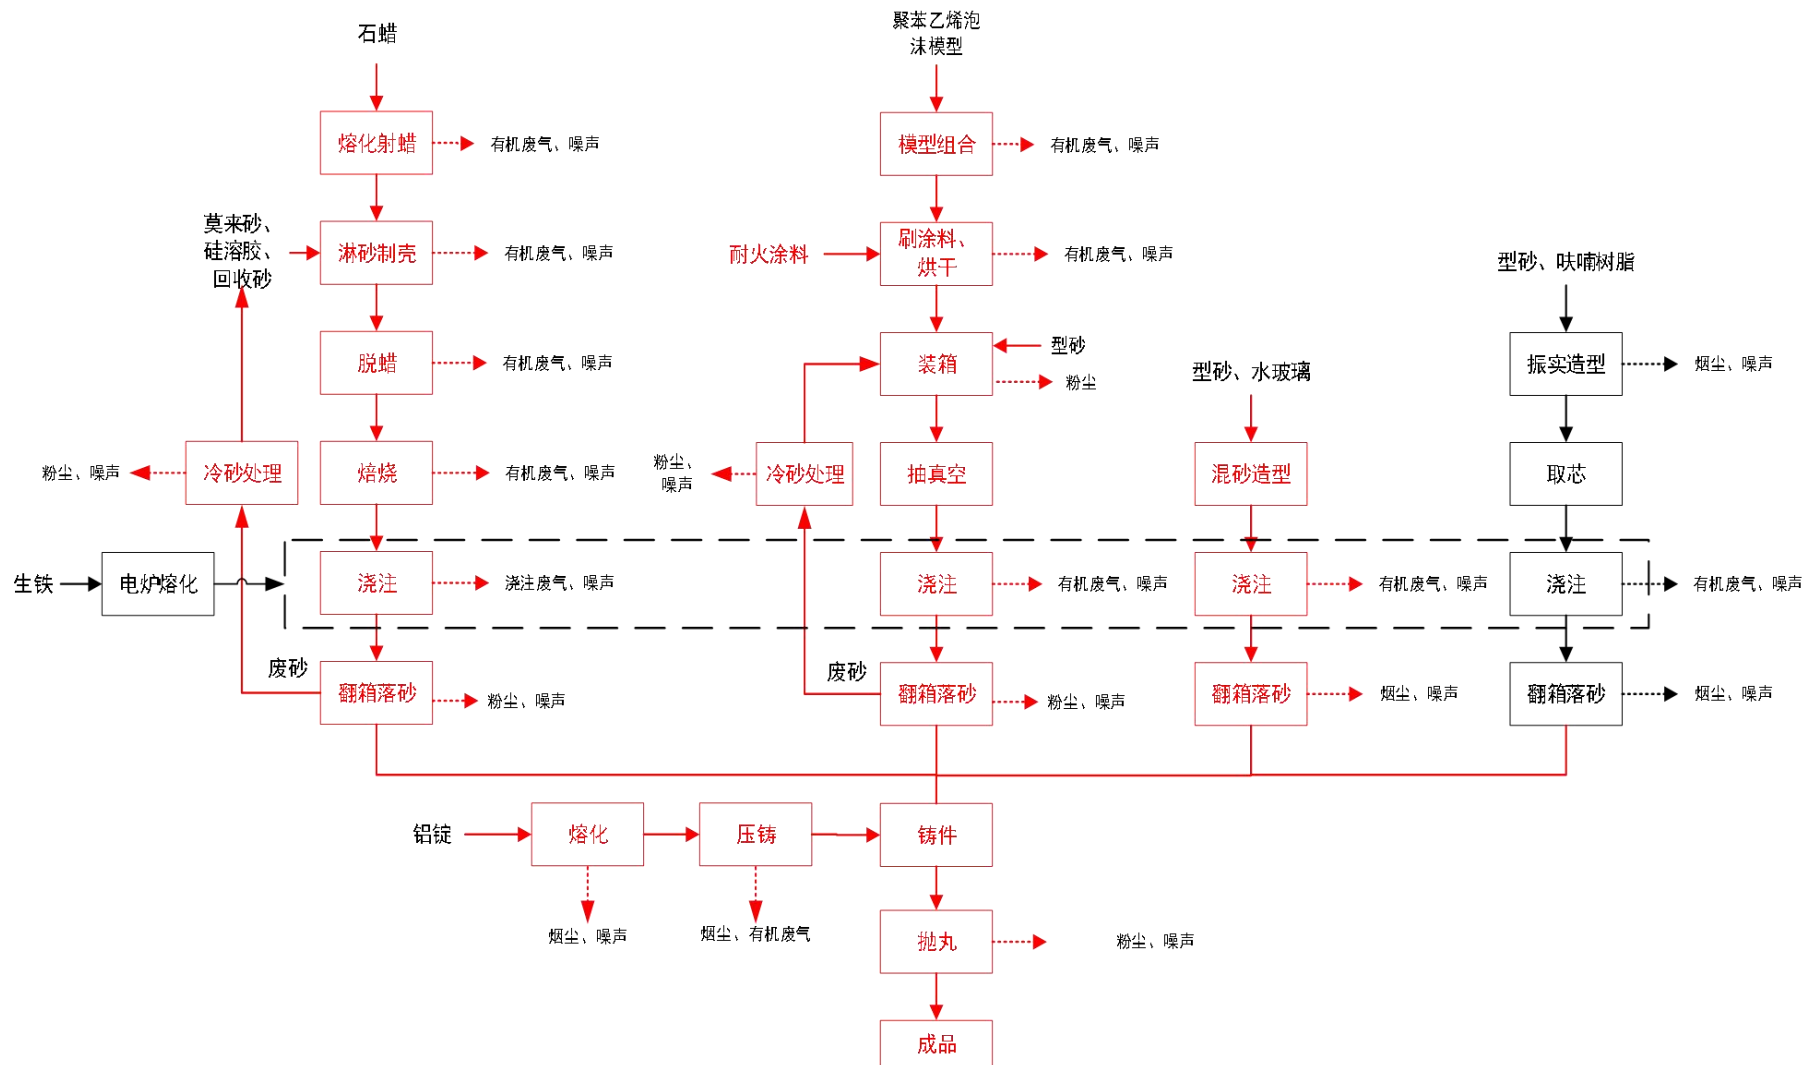 石蜡
聚苯乙烯泡
沫模型
熔化射蜡
有机废气、噪声
模型组合
有机废气、噪声
莫来砂、
硅溶胶、
回收砂
淋砂制壳
有机废气、噪声
耐火涂料
刷涂料、
烘干
有机废气、噪声
型砂、呋喃树脂
脱蜡
有机废气、噪声
装箱
型砂
粉尘
型砂、水玻璃
振实造型
烟尘、噪声
粉尘、噪声
冷砂处理
焙烧
有机废气、噪声
粉尘、
噪声
冷砂处理
抽真空
混砂造型
取芯
生铁
电炉熔化
浇注
浇注废气、噪声
浇注
有机废气、噪声
浇注
有机废气、噪声
浇注
有机废气、噪声
废砂
翻箱落砂
粉尘、噪声
废砂
翻箱落砂
粉尘、噪声
翻箱落砂
烟尘、噪声
翻箱落砂
烟尘、噪声
铝锭
熔化
压铸
铸件
烟尘、噪声
烟尘、有机废气
抛丸
粉尘、噪声
成品